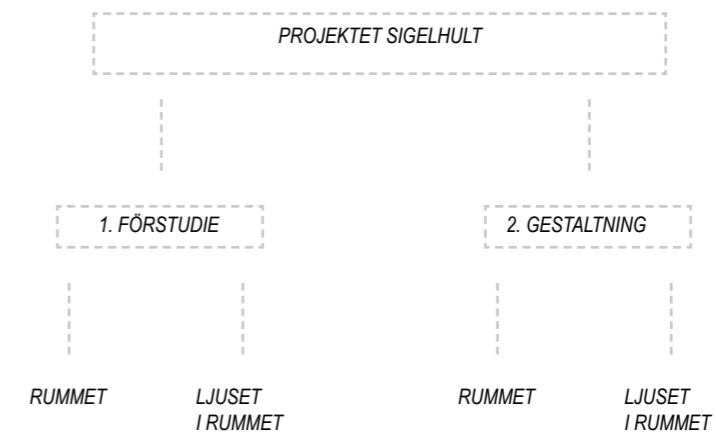 PROJEKTET SIGELHULT
1. FÖRSTUDIE
2. GESTALTNING
RUMMET
LJUSET
I RUMMET
RUMMET
LJUSET
I RUMMET